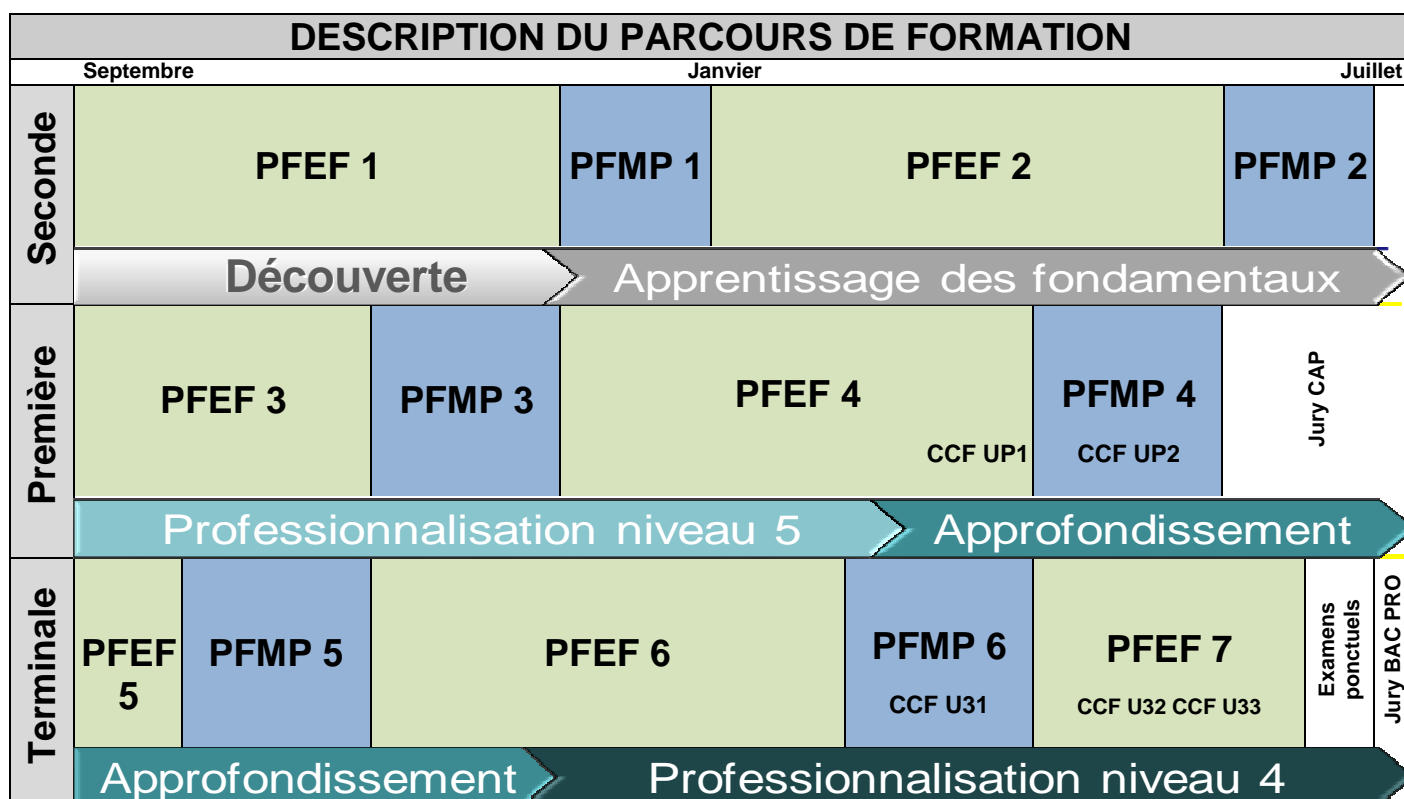 DESCRIPTION DU PARCOURS DE FORMATION
Septembre
Janvier
Juillet
Seconde
PFEF 1
PFMP 1
PFEF 2
PFMP 2
Découverte
Apprentissage des fondamentaux
Première
PFEF 3
PFMP 3
PFEF 4
CCF UP1
PFMP 4
CCF UP2
Jury CAP
Professionnalisation niveau 5
Approfondissement
Terminale
PFEF
5
PFMP 5
PFEF 6
PFMP 6
CCF U31
PFEF 7
CCF U32 CCF U33
Examens
ponctuels
Jury BAC PRO
Approfondissement
Professionnalisation niveau 4